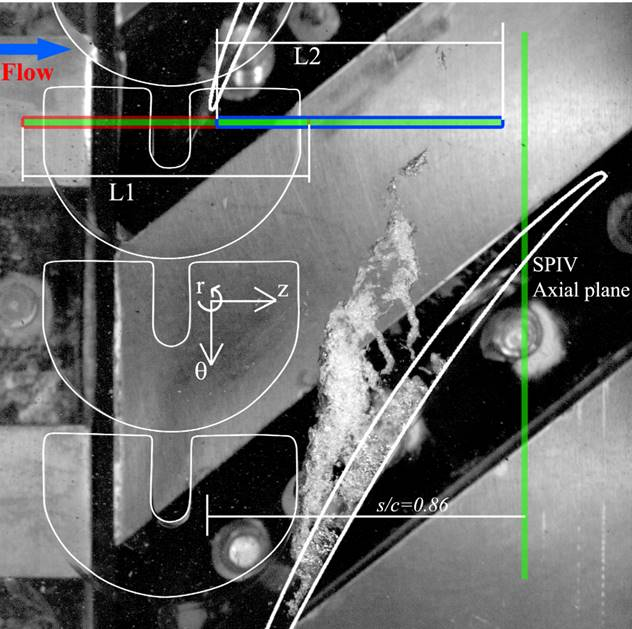 L2
Flow
L1
SPIV
Axial plane
r
z
θ
s/c=0.86